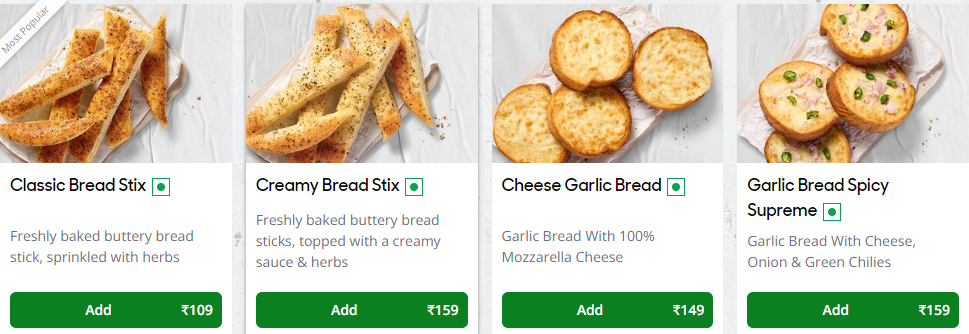 Most Popular
Classic Bread Stix
Freshly baked buttery bread
stick, sprinkled with herbs
Add ₹109
Creamy Bread Stix
Freshly baked buttery bread
sticks, topped with a creamy
sauce & herbs
Add ₹159
Cheese Garlic Bread
Garlic Bread With 100%
Mozzarella Cheese
Add ₹149
Garlic Bread Spicy
Supreme
Garlic Bread With Cheese,
Onion & Green Chilies
Add ₹159